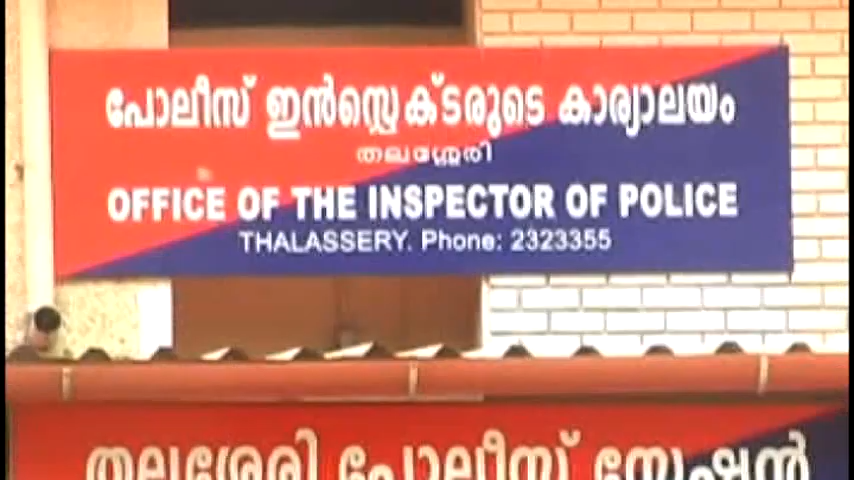 പോലീസ് ഇൻസ്പെക്ടരുടെ കാര്യാലയം
തലശ്ശേരി
OFFICE OF THE INSPECTOR OF POLICE
THALASSERY. Phone: 2323355
തലശ്ശേരി പോലീസ് സ്റ്റേഷൻ